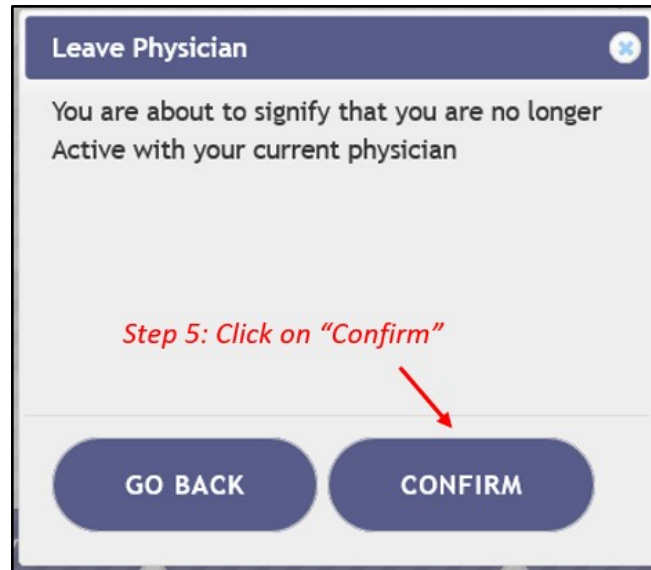 Leave Physician
You are about to signify that you are no longer
Active with your current physician
Step 5: Click on “Confirm”
GO BACK
CONFIRM